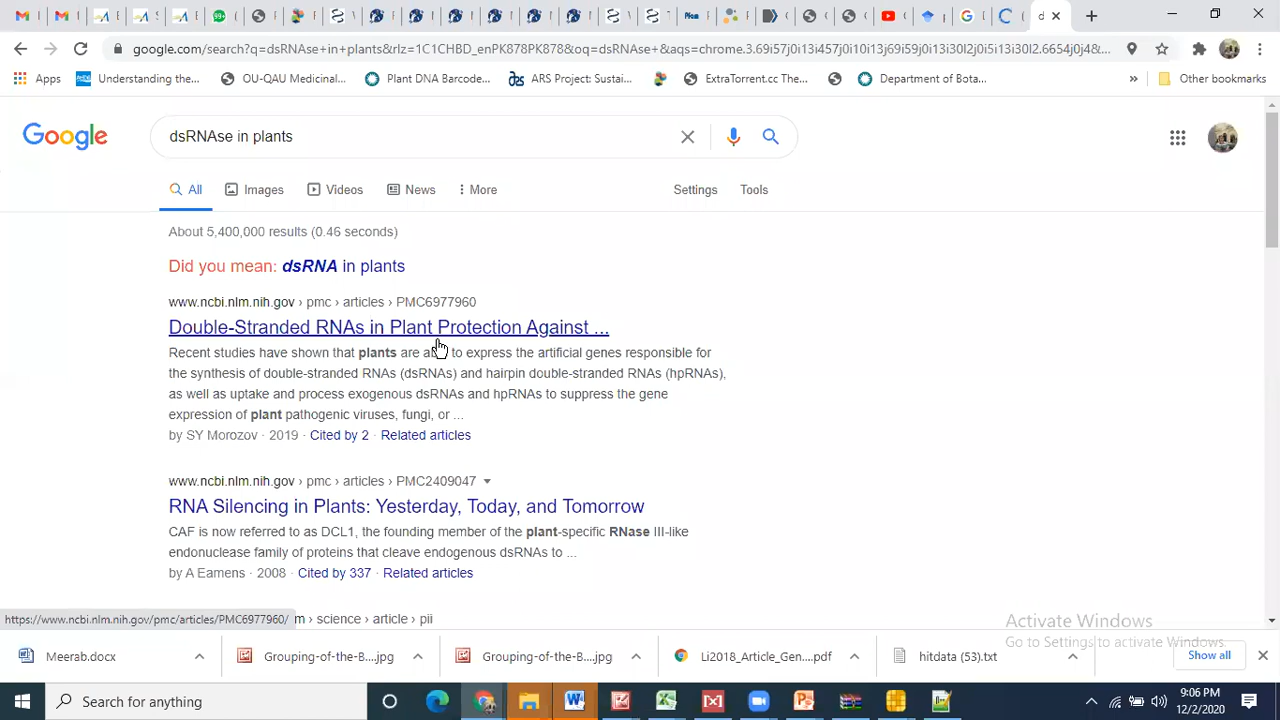 99+
google.com/search?q=dsRNAse+in+plants&rlz=1C1CHBD_enPK878PK878&oq=dsRNAse+&aqs=chrome.3.69i57j0i13i457j0i10i13j69i59j0i13i30l2j0i5i13i30l2.6654j0j4&...
Apps
Understanding the...
OU-QAU Medicinal...
Plant DNA Barcode...
ARS Project: Sustai...
ExtraTorrent.cc The...
Department of Bota...
»
Other bookmarks
Google
dsRNAse in plants
All
Images
Videos
News
More
Settings
Tools
About 5,400,000 results (0.46 seconds)
Did you mean: dsRNA in plants
www.ncbi.nlm.nih.gov › pmc › articles › PMC6977960
Double-Stranded RNAs in Plant Protection Against ...
Recent studies have shown that plants are to express the artificial genes responsible for
the synthesis of double-stranded RNAs (dsRNAs) and hairpin double-stranded RNAs (hpRNAs),
as well as uptake and process exogenous dsRNAs and hpRNAs to suppress the gene
expression of plant pathogenic viruses, fungi, or ...
by SY Morozov · 2019 · Cited by 2 · Related articles
www.ncbi.nlm.nih.gov › pmc › articles › PMC2409047
RNA Silencing in Plants: Yesterday, Today, and Tomorrow
CAF is now referred to as DCL1, the founding member of the plant-specific RNase III-like
endonuclease family of proteins that cleave endogenous dsRNAs to ...
by A Eamens · 2008 · Cited by 337 · Related articles
https://www.ncbi.nlm.nih.gov/pmc/articles/PMC6977960/
m › science › article › pii
Activate Windows
Go to Settings to activate Windows.
Meerab.docx
Grouping-of-the-B....jpg
Grouping-of-the-B....jpg
Li2018_Article_Gen....pdf
hitdata (53).txt
Show all
Search for anything
9:06 PM
12/2/2020